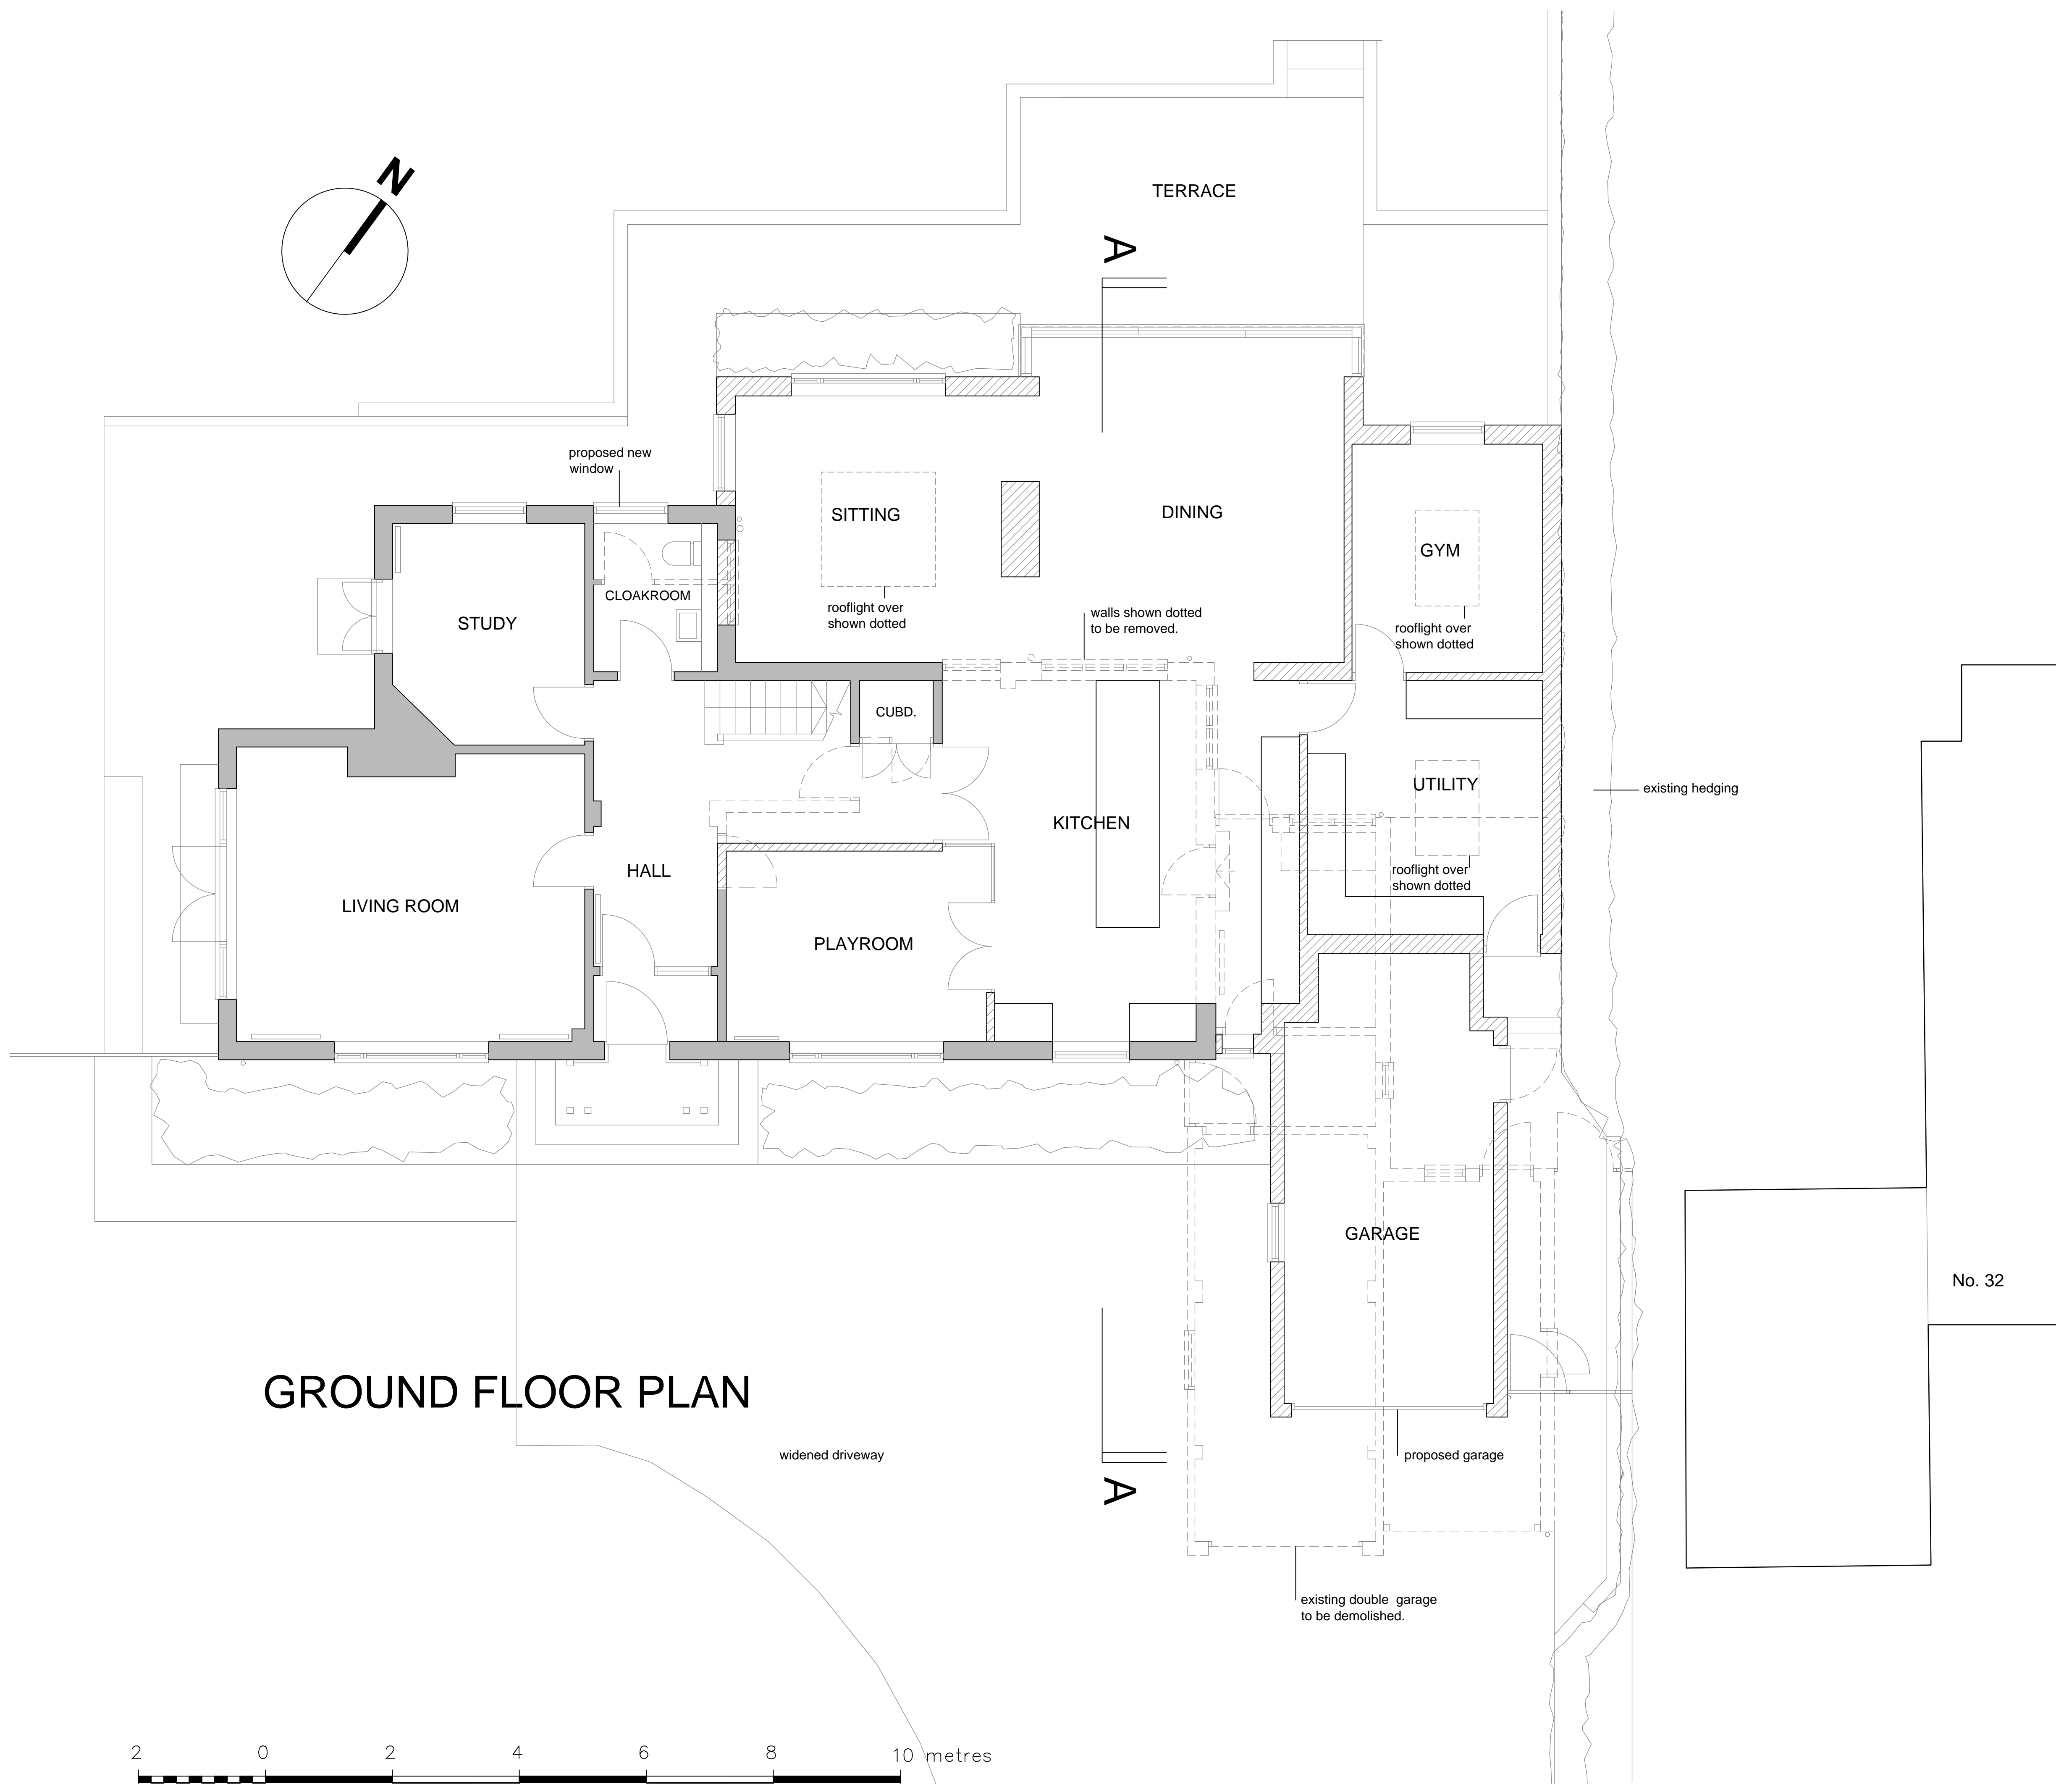 N
TERRACE
A
proposed new
window
SITTING
DINING
GYM
CLOAKROOM
rooflight over
shown dotted
walls shown dotted
to be removed.
STUDY
rooflight over
shown dotted
CUBD.
UTILITY
existing hedging
KITCHEN
HALL
rooflight over
shown dotted
LIVING ROOM
PLAYROOM
GARAGE
No. 32
GROUND FLOOR PLAN
widened driveway
proposed garage
A
existing double garage
to be demolished.
2 0 2 4 6 8 10 metres